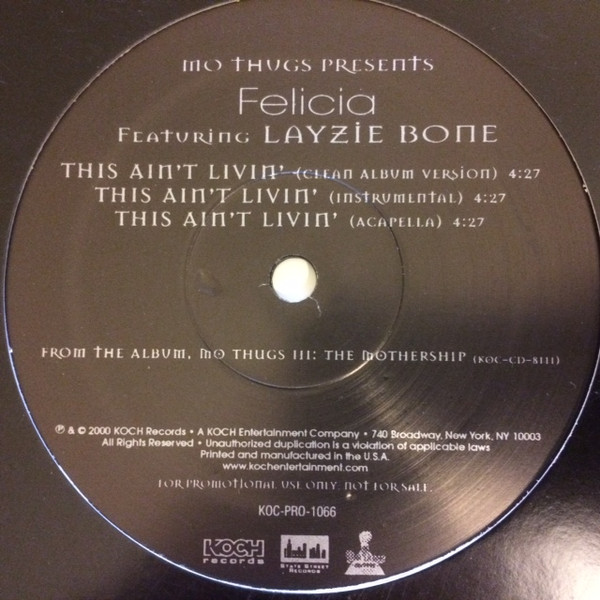 MO THUGS PRESENTS
Felicia
FEATURING LAYZIE BONE
THIS AIN'T LIVIN' (CLEAN ALBUM VERSION) 4:27
THIS AIN'T LIVIN' (INSTRUMENTAL) 4:27
THIS AIN'T LIVIN' (ACAPELLA) 4:27
FROM THE ALBUM, MO THUGS III: THE MOTHERSHIP (KOC-CD-8111)
℗ & © 2000 KOCH Records • A KOCH Entertainment Company • 740 Broadway, New York, NY 10003
All Rights Reserved • Unauthorized duplication is a violation of applicable laws
Printed and manufactured in the U.S.A.
www.kochentertainment.com
FOR PROMOTIONAL USE ONLY. NOT FOR SALE.
KOC-PRO-1066
KOCH
records
STATE STREET
RECORDS